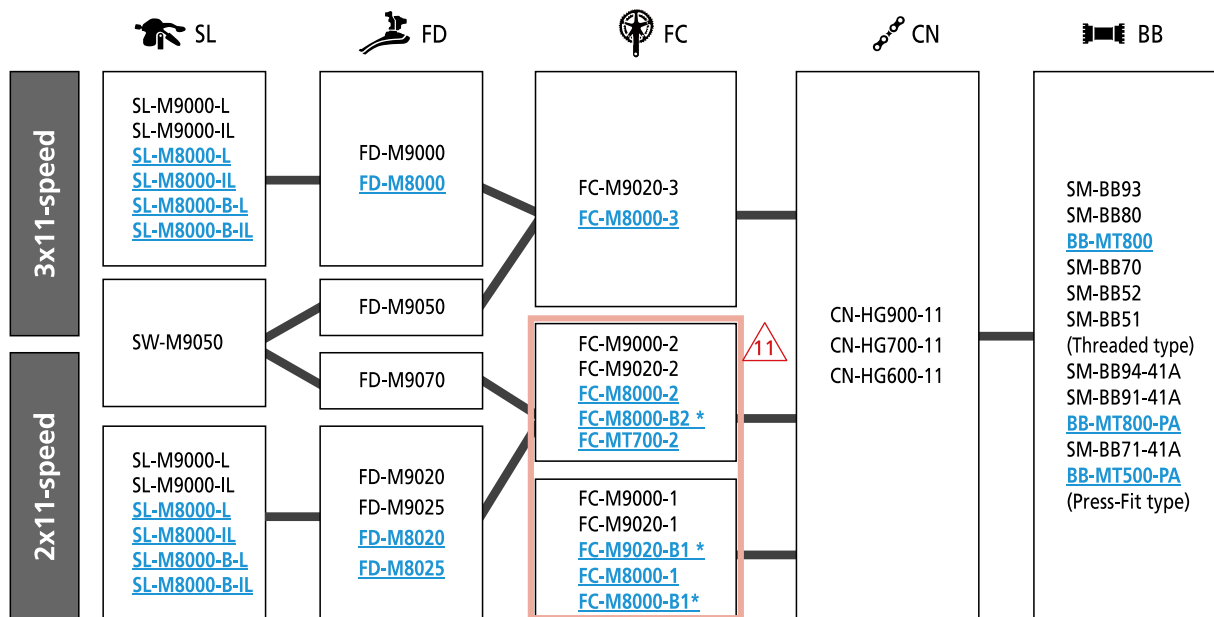 SL
FD
FC
CN
BB
3x11-speed
SL-M9000-L
SL-M9000-IL
SL-M8000-L
SL-M8000-IL
SL-M8000-B-L
SL-M8000-B-IL
FD-M9000
FD-M8000
FC-M9020-3
FC-M8000-3
SW-M9050
FD-M9050
FD-M9070
FC-M9000-2
FC-M9020-2
FC-M8000-2
FC-M8000-B2 *
FC-MT700-2
11
2x11-speed
SL-M9000-L
SL-M9000-IL
SL-M8000-L
SL-M8000-IL
SL-M8000-B-L
SL-M8000-B-IL
FD-M9020
FD-M9025
FD-M8020
FD-M8025
FC-M9000-1
FC-M9020-1
FC-M9020-B1 *
FC-M8000-1
FC-M8000-B1*
CN-HG900-11
CN-HG700-11
CN-HG600-11
SM-BB93
SM-BB80
BB-MT800
SM-BB70
SM-BB52
SM-BB51
(Threaded type)
SM-BB94-41A
SM-BB91-41A
BB-MT800-PA
SM-BB71-41A
BB-MT500-PA
(Press-Fit type)